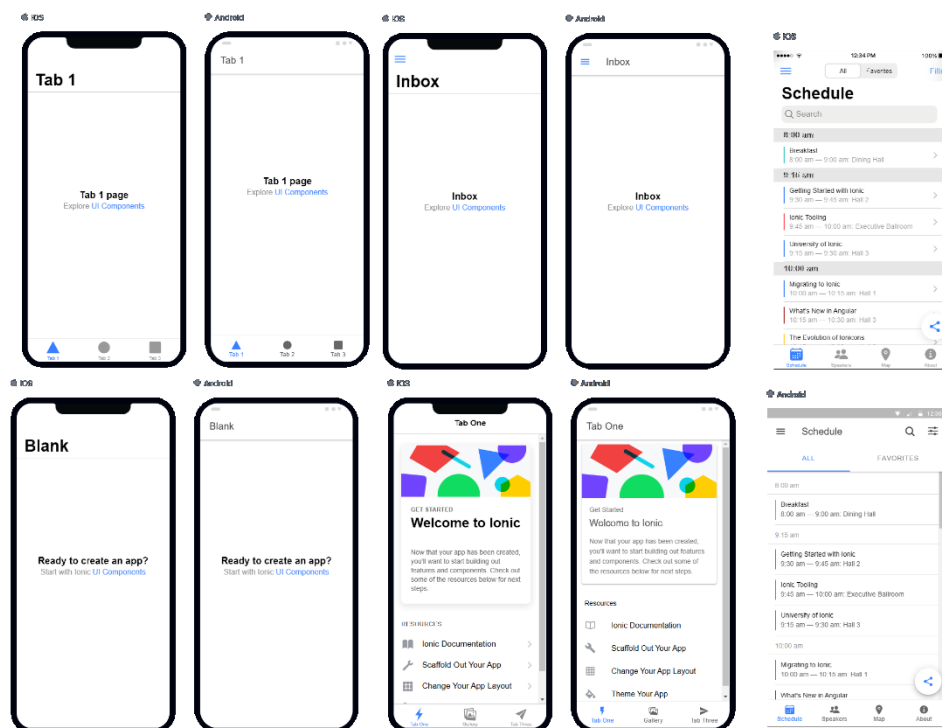 iOS
Tab 1
Tab 1 page
Explore UI Components
Tab 1
Tab 2
Tab 3
Android
Tab 1
Tab 1 page
Explore UI Components
Tab 1
Tab 2
Tab 3
iOS
Inbox
Inbox
Explore UI Components
Android
Inbox
Inbox
Explore UI Components
iOS
12:34 PM
100%
All
Favorites
Schedule
Search
8:00 am
Breakfast
8:00 am — 9:00 am: Dining Hall
9:15 am
Getting Started with Ionic
9:30 am — 9:45 am: Hall 2
Ionic Tooling
9:45 am — 10:00 am: Executive Ballroom
University of Ionic
9:15 am — 9:30 am: Hall 3
10:00 am
Migrating to Ionic
10:00 am — 10:15 am: Hall 1
What's New in Angular
10:15 am — 10:30 am: Hall 3
The Evolution of Ionicons
Schedule
Speakers
Map
About
iOS
Blank
Ready to create an app?
Start with Ionic UI Components
Android
Blank
Ready to create an app?
Start with Ionic UI Components
iOS
Tab One
GET STARTED
Welcome to Ionic
Now that your app has been created,
you'll want to start building out
features and components. Check out
some of the resources below for next
steps.
RESOURCES
Ionic Documentation
Scaffold Out Your App
Change Your App Layout
Tab One
Gallery
Tab Three
Android
Tab One
Get Started
Welcome to Ionic
Now that your app has been created,
you'll want to start building out features
and components. Check out some of
the resources below for next steps.
Resources
Ionic Documentation
Scaffold Out Your App
Change Your App Layout
Theme Your App
Tab One
Gallery
Tab Three
Android
Schedule
ALL
FAVORITES
8:00 am
Breakfast
8:00 am — 9:00 am: Dining Hall
9:15 am
Getting Started with Ionic
9:30 am — 9:45 am: Hall 2
Ionic Tooling
9:45 am — 10:00 am: Executive Ballroom
University of Ionic
9:15 am — 9:30 am: Hall 3
10:00 am
Migrating to Ionic
10:00 am — 10:15 am: Hall 1
What's New in Angular
Schedule
Speakers
Map
About